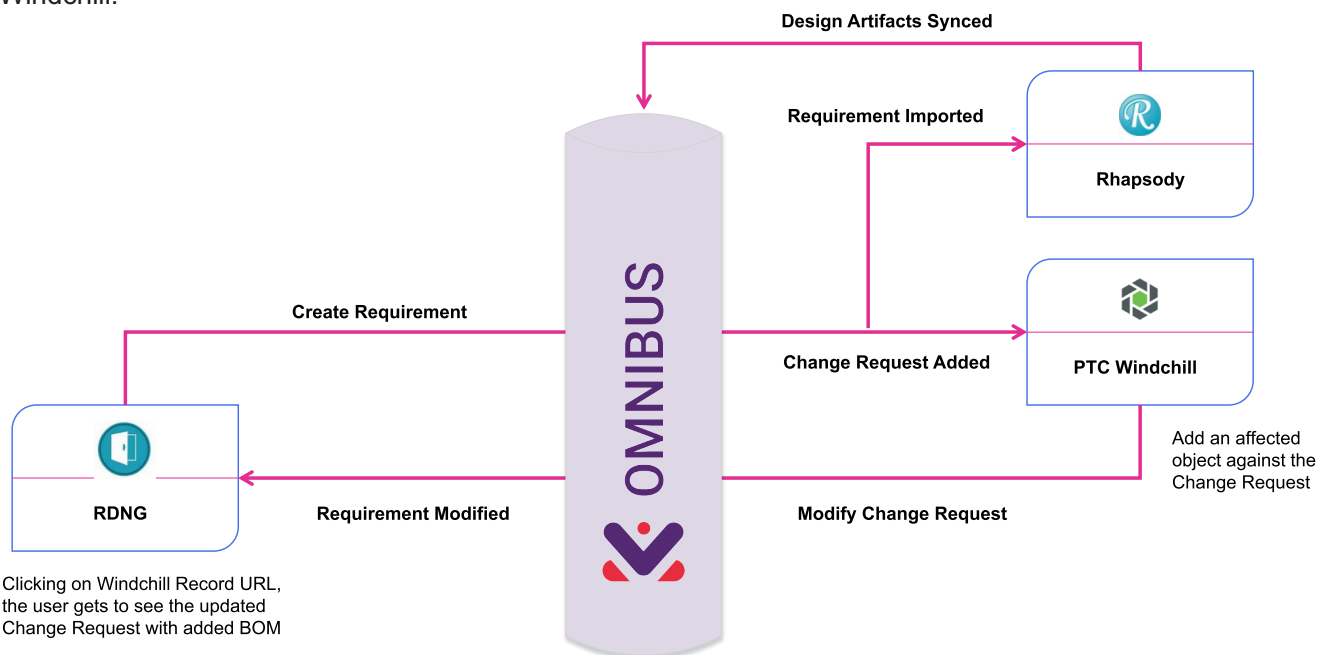 Windchill.
Design Artifacts Synced
Requirement Imported
R
Rhapsody
Create Requirement
OMNIBUS
Change Request Added
PTC Windchill
Add an affected
object against the
Change Request
RDNG
Requirement Modified
Modify Change Request
Clicking on Windchill Record URL,
the user gets to see the updated
Change Request with added BOM